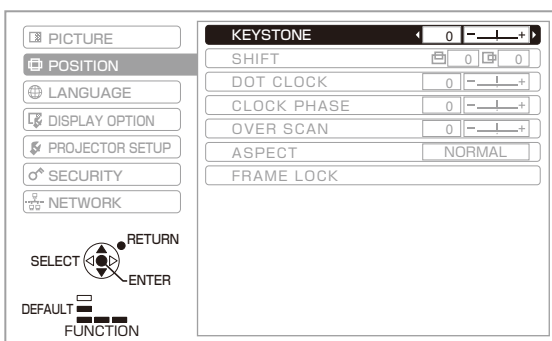 PICTURE
POSITION
LANGUAGE
DISPLAY OPTION
PROJECTOR SETUP
SECURITY
NETWORK
RETURN
SELECT
ENTER
DEFAULT
FUNCTION
KEYSTONE 0 - +
SHIFT 0 0
DOT CLOCK 0 - +
CLOCK PHASE 0 - +
OVER SCAN 0 - +
ASPECT NORMAL
FRAME LOCK